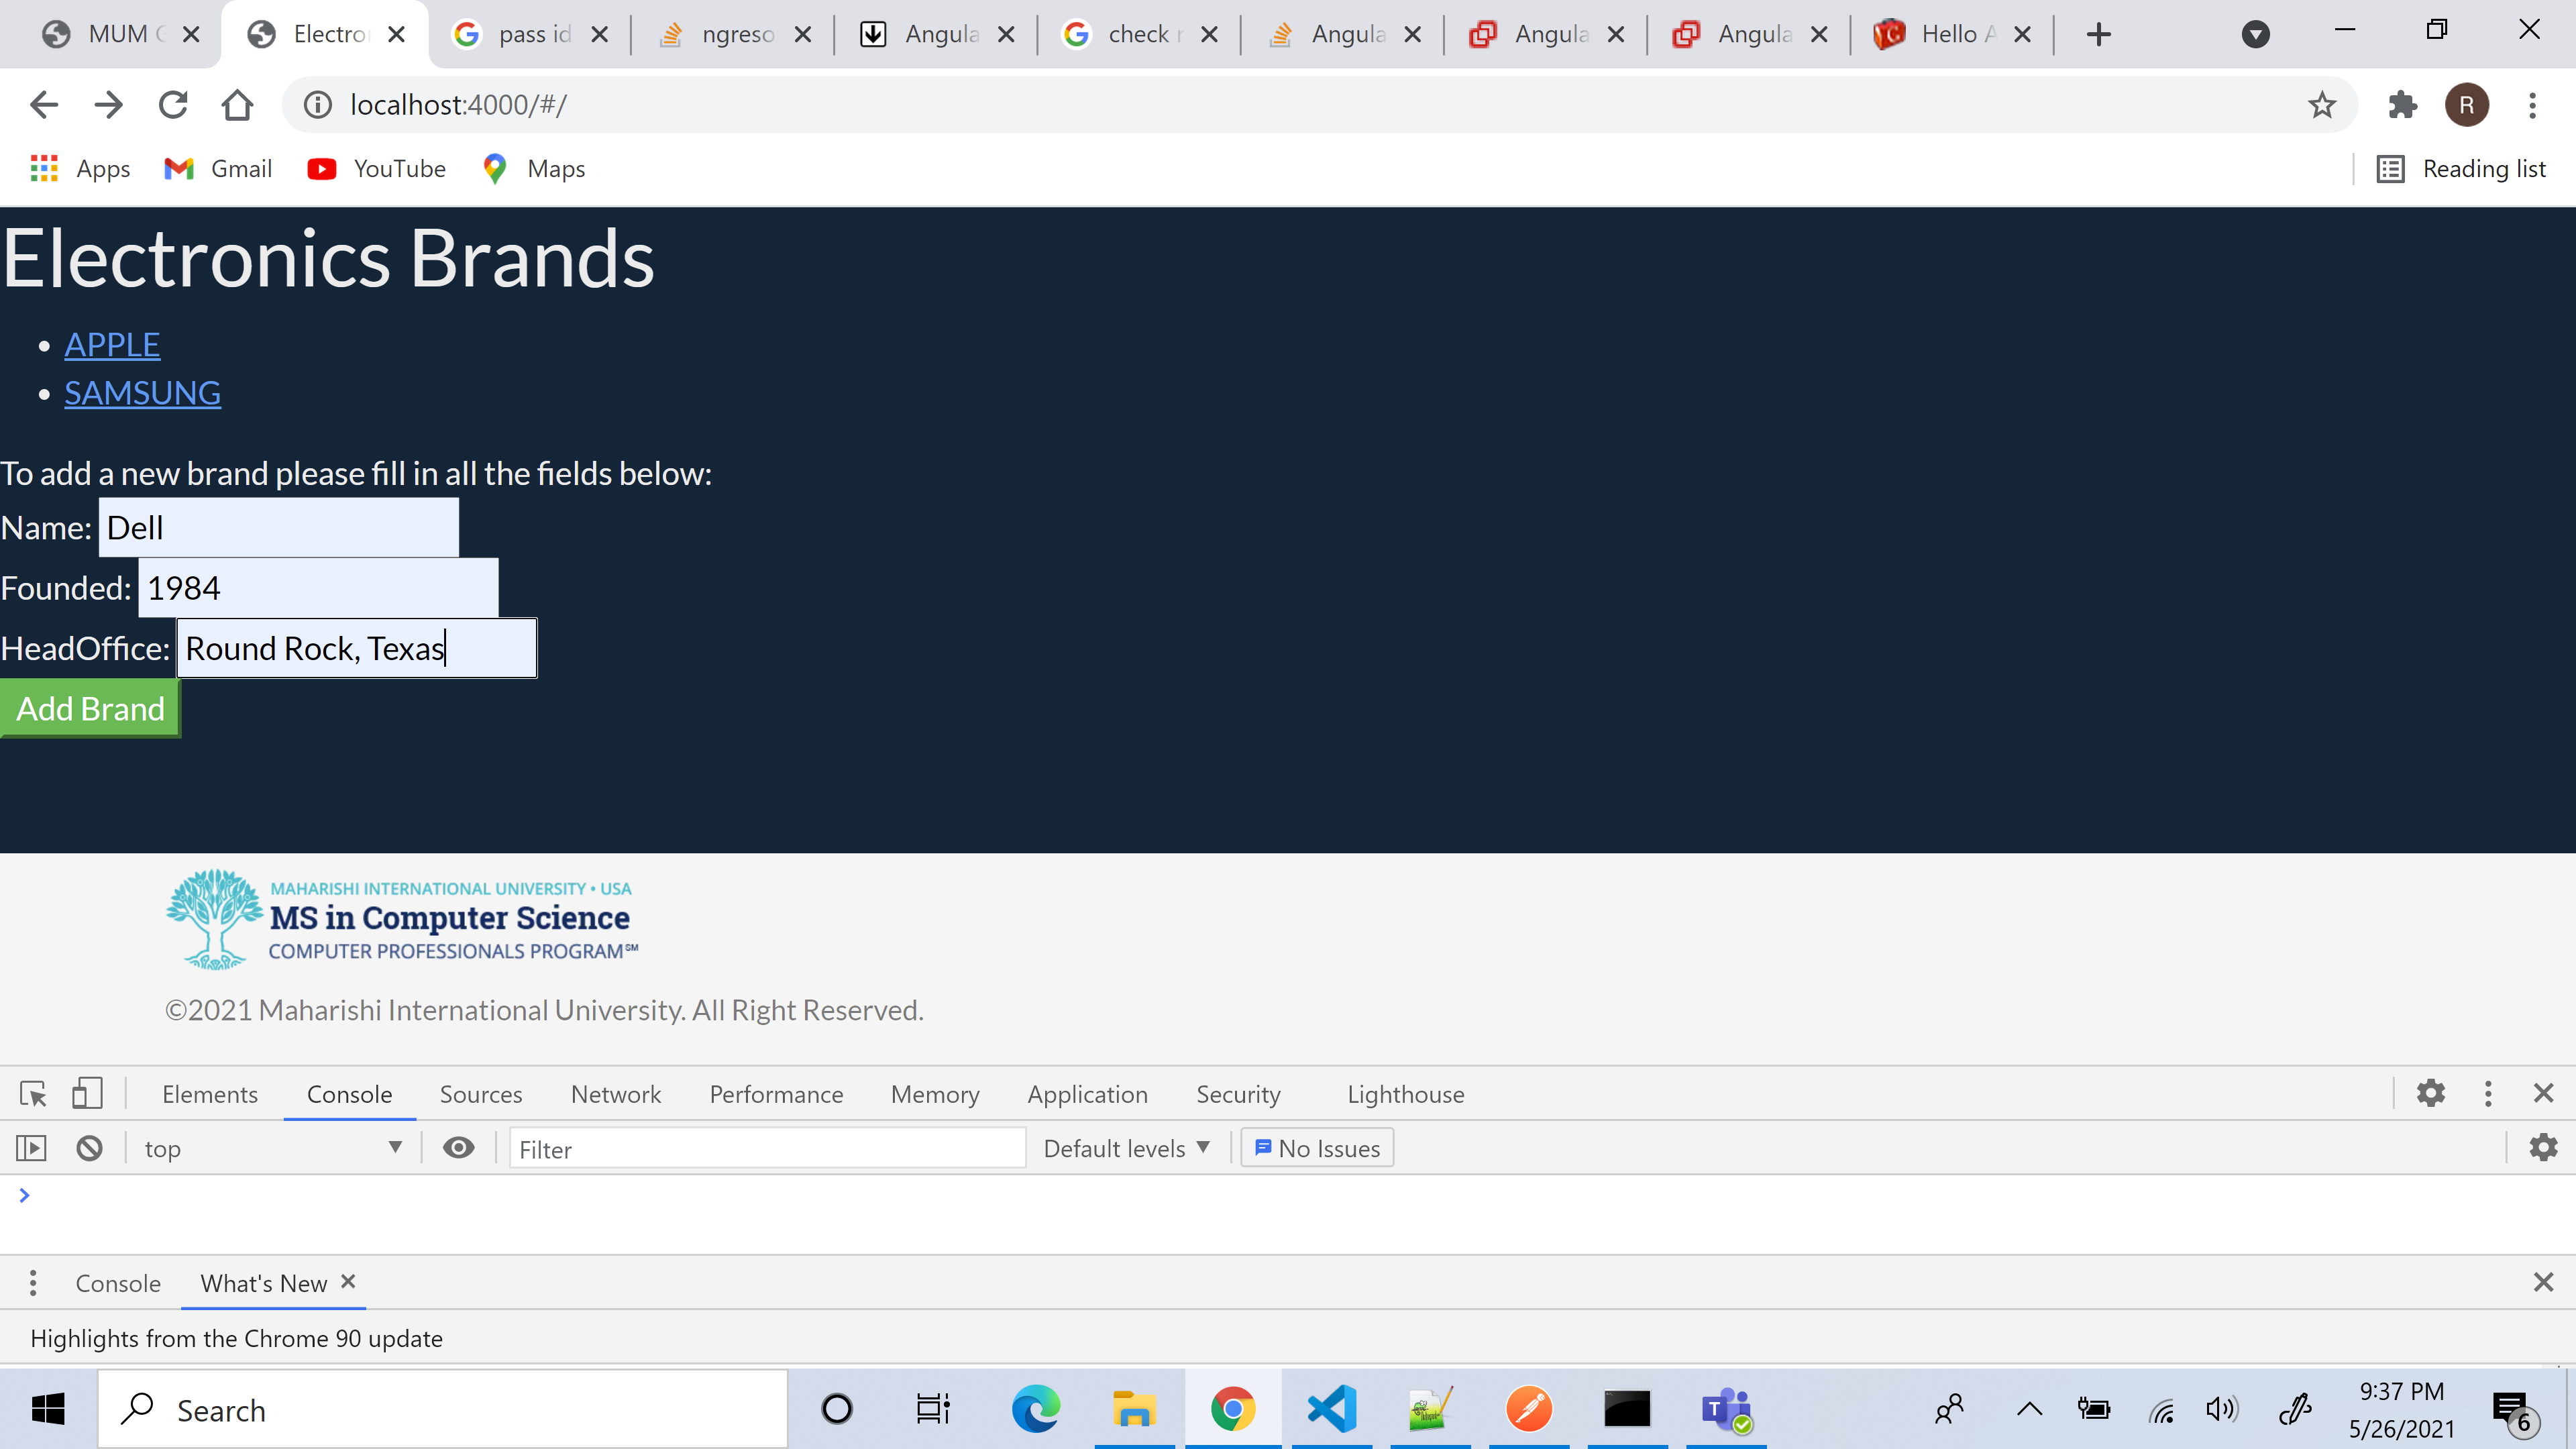 MUM
Electro
pass id
ngreso
Angula
check
Angula
Angula
Angula
Hello
localhost:4000/#/
R
Apps
Gmail
YouTube
Maps
Reading list
Electronics Brands
APPLE
SAMSUNG
To add a new brand please fill in all the fields below:
Name: Dell
Founded: 1984
HeadOffice: Round Rock, Texas
Add Brand
MAHARISHI INTERNATIONAL UNIVERSITY • USA
MS in Computer Science
COMPUTER PROFESSIONALS PROGRAM℠
©2021 Maharishi International University. All Right Reserved.
Elements Console Sources Network Performance Memory Application Security Lighthouse
top Filter Default levels No Issues
Console What's New
Highlights from the Chrome 90 update
Search
T
9:37 PM
5/26/2021
6